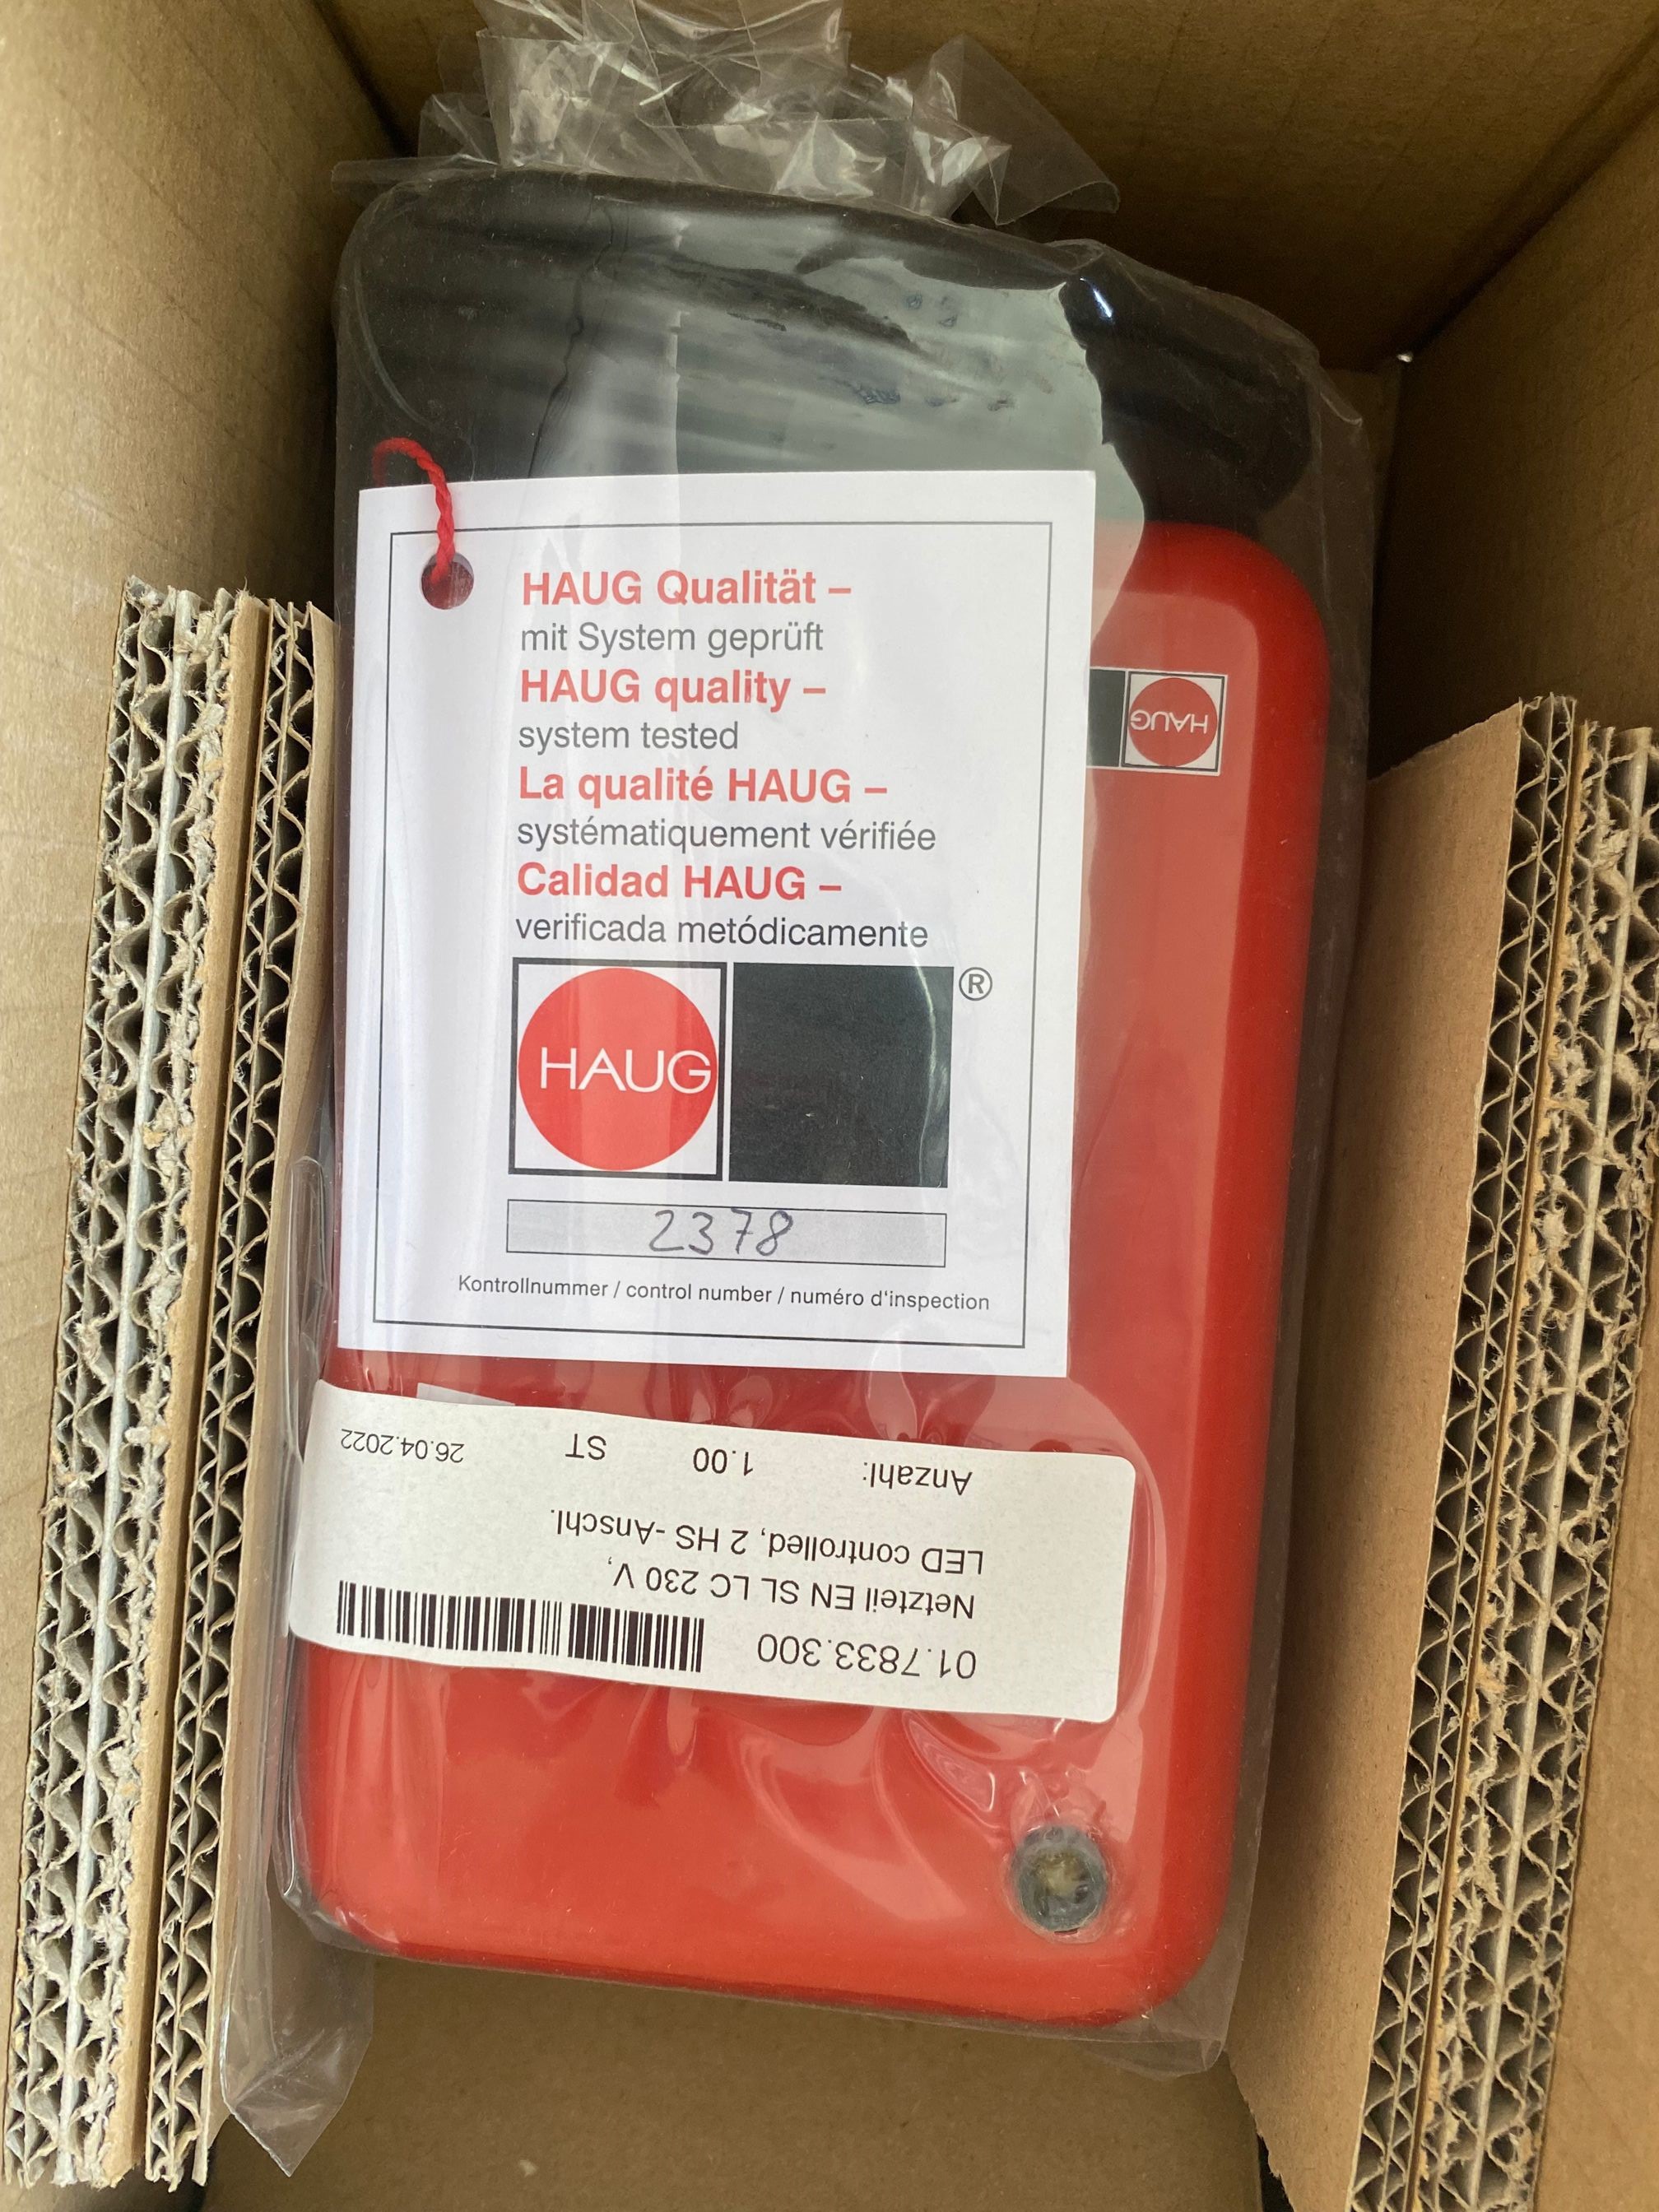 HAUG Qualität –
mit System geprüft
HAUG quality –
system tested
La qualité HAUG –
systématiquement vérifiée
Calidad HAUG –
verificada metódicamente
HAUG ®
2378
Kontrollnummer / control number / numéro d'inspection
HAUG
01.7833.300
Netzteil EN SL LC 230 V,
LED controlled, 2 HS-Anschl.
Anzahl: 1.00 ST 26.04.2022